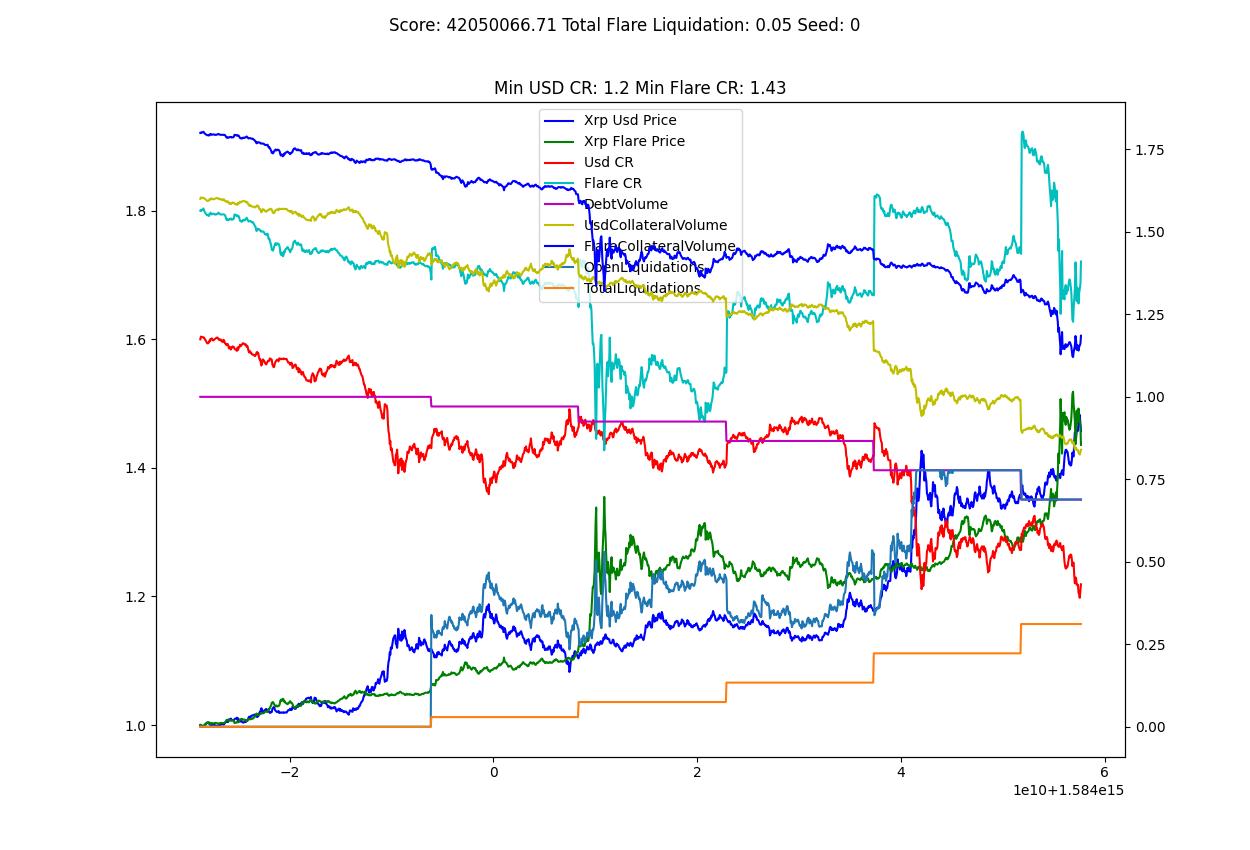 Score: 42050066.71 Total Flare Liquidation: 0.05 Seed: 0
Min USD CR: 1.2 Min Flare CR: 1.43
Xrp Usd Price
Xrp Flare Price
Usd CR
Flare CR
DebtVolume
UsdCollateralVolume
FlareCollateralVolume
OpenLiquidations
TotalLiquidations
1.8
1.6
1.4
1.2
1.0
1.75
1.50
1.25
1.00
0.75
0.50
0.25
0.00
−2
0
2
4
6
1e10+1.584e15